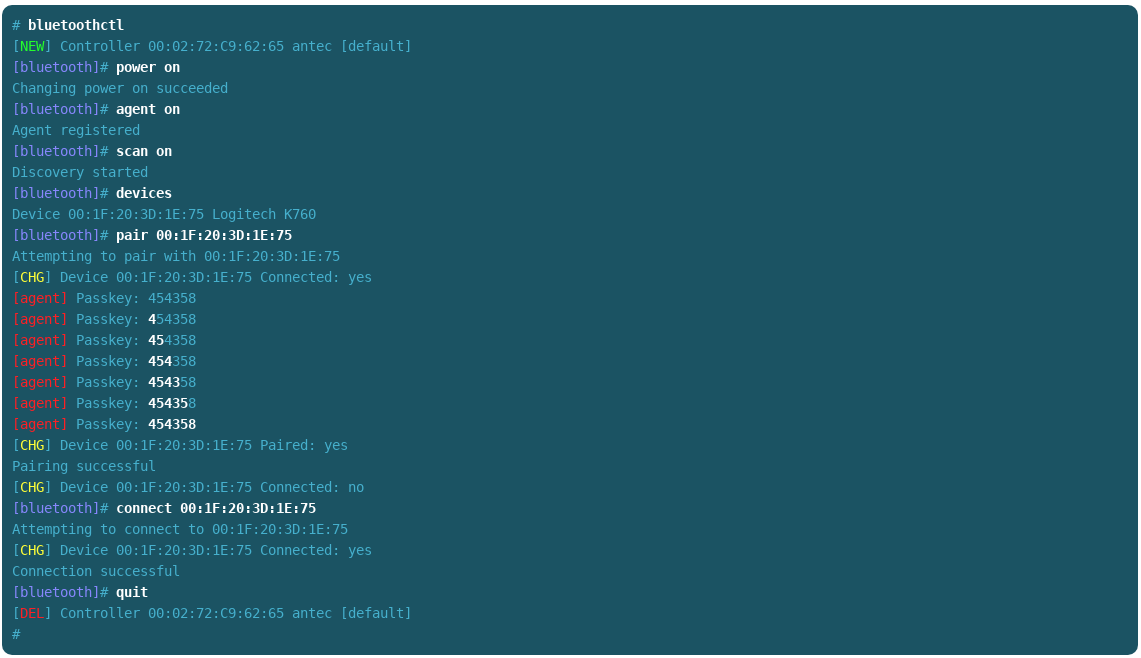 # bluetoothctl
[NEW] Controller 00:02:72:C9:62:65 antec [default]
[bluetooth]# power on
Changing power on succeeded
[bluetooth]# agent on
Agent registered
[bluetooth]# scan on
Discovery started
[bluetooth]# devices
Device 00:1F:20:3D:1E:75 Logitech K760
[bluetooth]# pair 00:1F:20:3D:1E:75
Attempting to pair with 00:1F:20:3D:1E:75
[CHG] Device 00:1F:20:3D:1E:75 Connected: yes
[agent] Passkey: 454358
[agent] Passkey: 454358
[agent] Passkey: 454358
[agent] Passkey: 454358
[agent] Passkey: 454358
[agent] Passkey: 454358
[agent] Passkey: 454358
[CHG] Device 00:1F:20:3D:1E:75 Paired: yes
Pairing successful
[CHG] Device 00:1F:20:3D:1E:75 Connected: no
[bluetooth]# connect 00:1F:20:3D:1E:75
Attempting to connect to 00:1F:20:3D:1E:75
[CHG] Device 00:1F:20:3D:1E:75 Connected: yes
Connection successful
[bluetooth]# quit
[DEL] Controller 00:02:72:C9:62:65 antec [default]
#